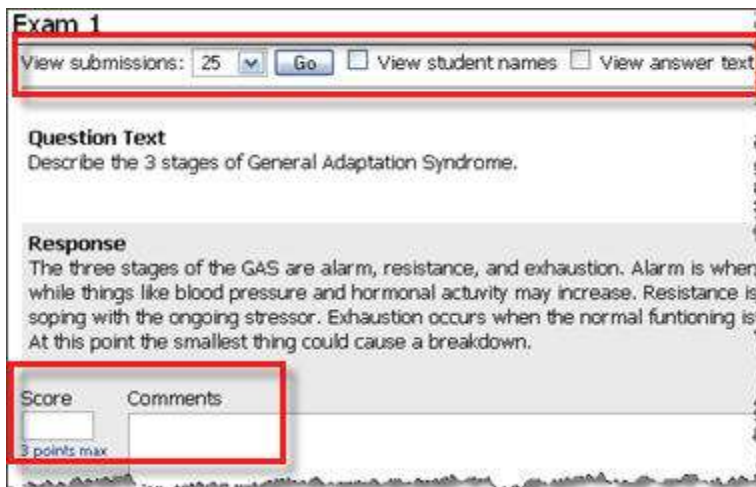 Exam 1
View submissions: 25 Go View student names View answer text
Question Text
Describe the 3 stages of General Adaptation Syndrome.
Response
The three stages of the GAS are alarm, resistance, and exhaustion. Alarm is when
while things like blood pressure and hormonal actuvity may increase. Resistance is
soping with the ongoing stressor. Exhaustion occurs when the normal funtioning is
At this point the smallest thing could cause a breakdown.
Score Comments
3 points max